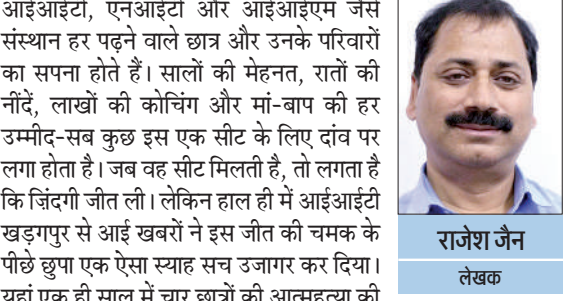 आईआईटी, एनआईटी और आईआईएम जैसे
संस्थान हर पढ़ने वाले छात्र और उनके परिवारों
का सपना होते हैं। सालों की मेहनत, रातों की
नींदें, लाखों की कोचिंग और मां-बाप की हर
उम्मीद-सब कुछ इस एक सीट के लिए दांव पर
लगा होता है। जब वह सीट मिलती है, तो लगता है
कि ज़िंदगी जीत ली। लेकिन हाल ही में आईआईटी
खड़गपुर से आई खबरों ने इस जीत की चमक के
पीछे छुपा एक ऐसा स्याह सच उजागर कर दिया।
यहां एक ही साल में चार छात्रों की आत्महत्या की
राजेश जैन
लेखक